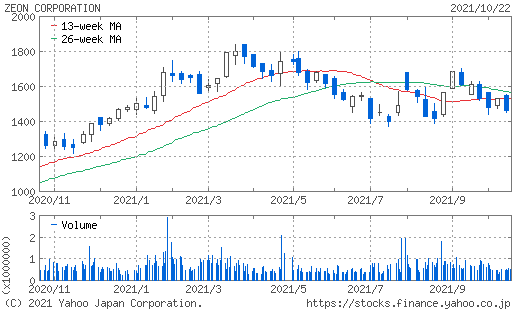 ZEON CORPORATION 2021/10/22
2000
1800
1600
1400
1200
1000
13-week MA
26-week MA
2020/11 2021/1 2021/3 2021/5 2021/7 2021/9
3
2
1
0
(x1000000)
Volume
2020/11 2021/1 2021/3 2021/5 2021/7 2021/9
(C) 2021 Yahoo Japan Corporation. https://stocks.finance.yahoo.co.jp